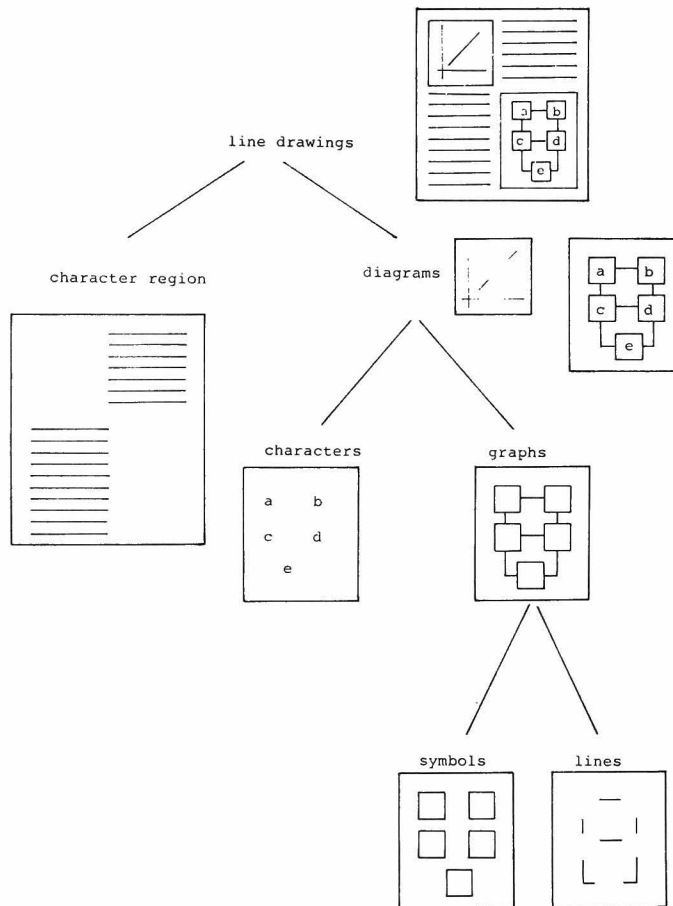 a b
c d
e
line drawings
character region
diagrams
a b
c d
e
characters
graphs
a b
c d
e
symbols
lines